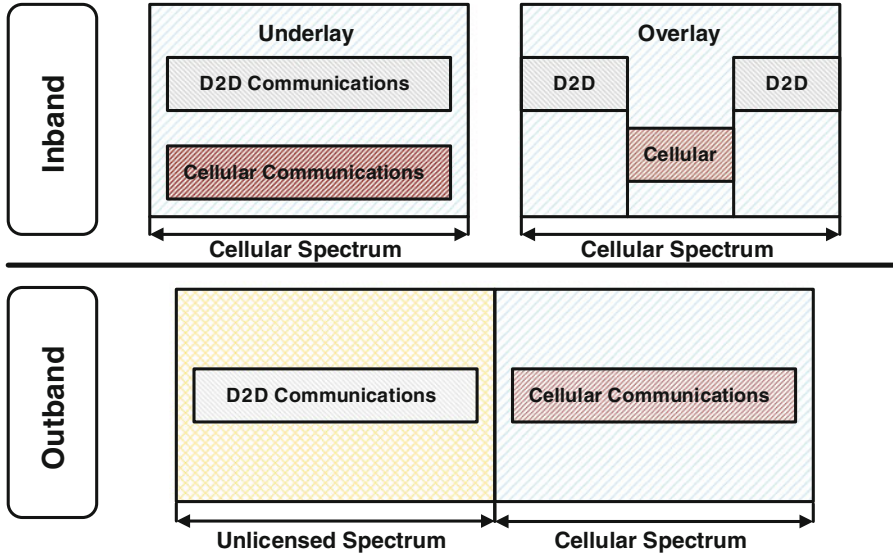 Inband
Underlay
D2D Communications
Cellular Communications
Cellular Spectrum
Overlay
D2D
D2D
Cellular
Cellular Spectrum
Outband
D2D Communications
Cellular Communications
Unlicensed Spectrum
Cellular Spectrum